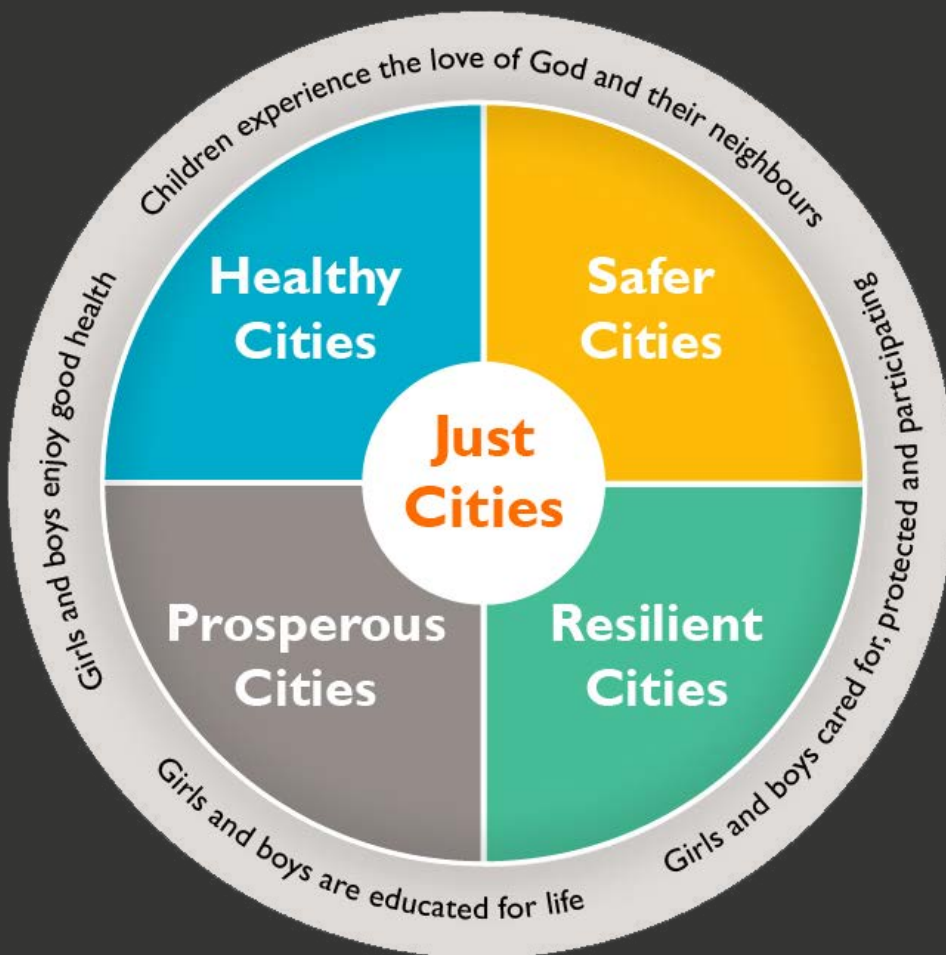 Children experience the love of God and their neighbours
Healthy
Cities
Safer
Cities
Just
Cities
Prosperous
Cities
Resilient
Cities
Girls and boys enjoy good health
Girls and boys cared for, protected and participating
Girls and boys are educated for life